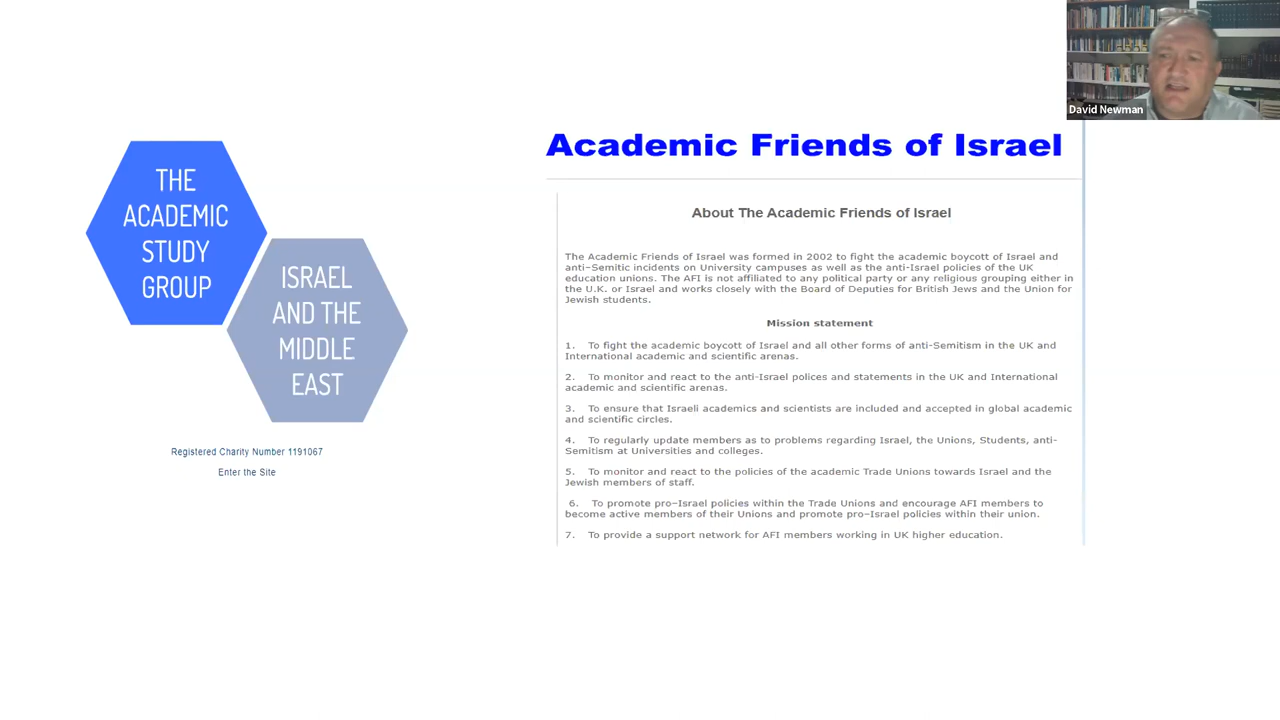 David Newman
THE
ACADEMIC
STUDY
GROUP
ISRAEL
AND THE
MIDDLE
EAST
Registered Charity Number 1191067
Enter the Site
Academic Friends of Israel
About The Academic Friends of Israel
The Academic Friends of Israel was formed in 2002 to fight the academic boycott of Israel and
anti–Semitic incidents on University campuses as well as the anti-Israel policies of the UK
education unions. The AFI is not affiliated to any political party or any religious grouping either in
the U.K. or Israel and works closely with the Board of Deputies for British Jews and the Union for
Jewish students.
Mission statement
1. To fight the academic boycott of Israel and all other forms of anti-Semitism in the UK and
International academic and scientific arenas.
2. To monitor and react to the anti-Israel polices and statements in the UK and International
academic and scientific arenas.
3. To ensure that Israeli academics and scientists are included and accepted in global academic
and scientific circles.
4. To regularly update members as to problems regarding Israel, the Unions, Students, anti-
Semitism at Universities and colleges.
5. To monitor and react to the policies of the academic Trade Unions towards Israel and the
Jewish members of staff.
6. To promote pro–Israel policies within the Trade Unions and encourage AFI members to
become active members of their Unions and promote pro-Israel policies within their union.
7. To provide a support network for AFI members working in UK higher education.